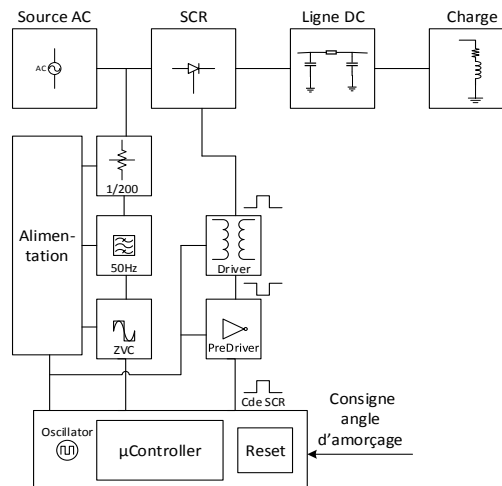 Source AC
SCR
Ligne DC
Charge
AC
1/200
Alimen-
tation
50Hz
Driver
ZVC
PreDriver
Cde SCR
Consigne
angle
d'amorçage
Oscillator
µController
Reset